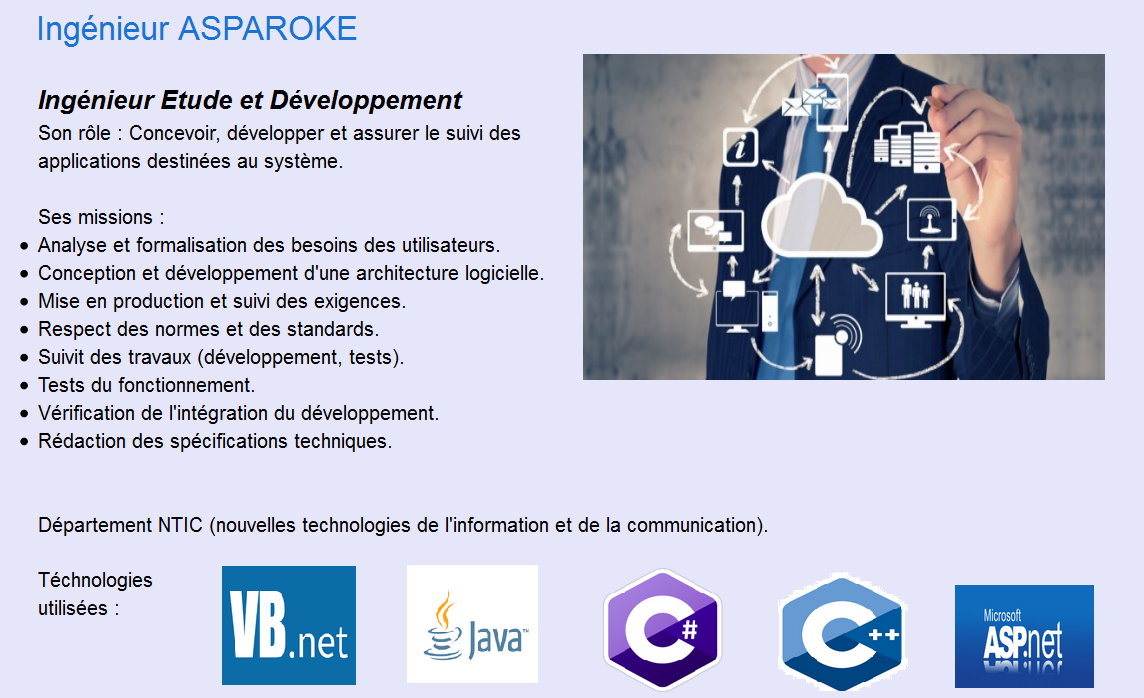 Ingénieur ASPAROKE
Ingénieur Etude et Développement
Son rôle : Concevoir, développer et assurer le suivi des
applications destinées au système.
Ses missions :
• Analyse et formalisation des besoins des utilisateurs.
• Conception et développement d'une architecture logicielle.
• Mise en production et suivi des exigences.
• Respect des normes et des standards.
• Suivit des travaux (développement, tests).
• Tests du fonctionnement.
• Vérification de l'intégration du développement.
• Rédaction des spécifications techniques.
Département NTIC (nouvelles technologies de l'information et de la communication).
Téchnologies
utilisées :
VB.net
Java™
C#
C++
Microsoft
ASP.net